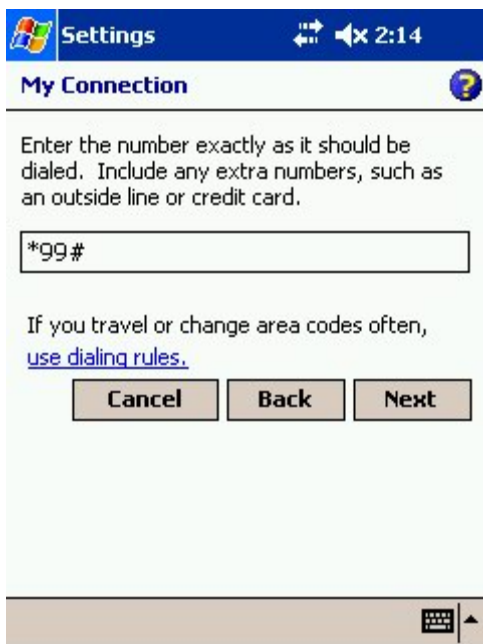 Settings 2:14
My Connection
Enter the number exactly as it should be
dialed. Include any extra numbers, such as
an outside line or credit card.
*99#
If you travel or change area codes often,
use dialing rules.
Cancel Back Next